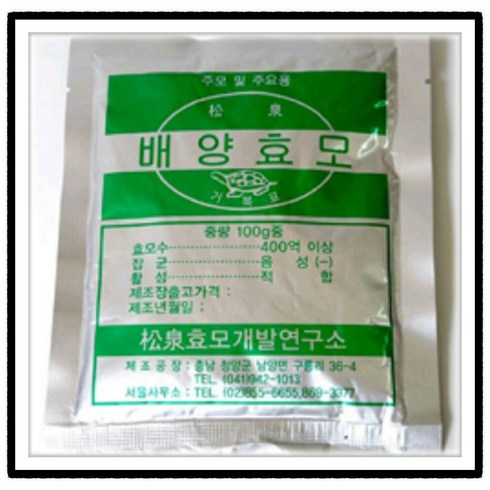 주모 및 주요용
松 泉
배양효모
거북표
중량 100g중
효모수························400억 이상
잡 균························음 성 (-)
활 성························적 합
제조장출고가격 :
제조년월일 :
松泉효모개발연구소
제 조 공 장 : 충남 청양군 남양면 구룡리 36-4
TEL. (041)942-1013
서울사무소 : TEL. (02)855-6655,869-3377